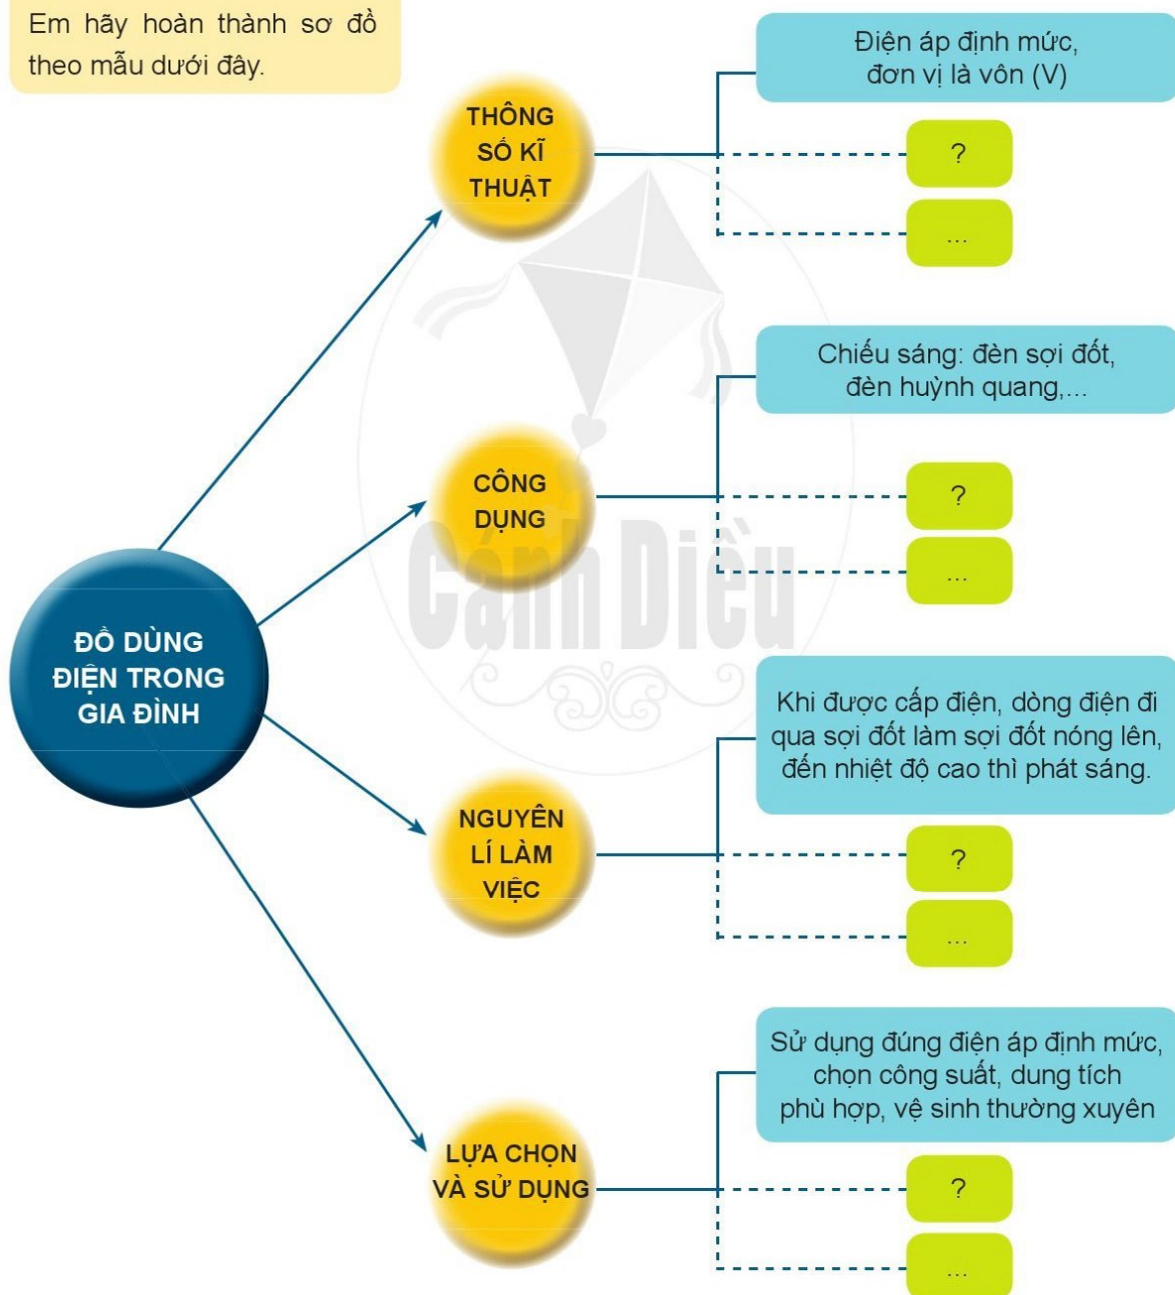 Em hãy hoàn thành sơ đồ
theo mẫu dưới đây.
THÔNG
SỐ KĨ
THUẬT
Điện áp định mức,
đơn vị là vôn (V)
?
...
CÔNG
DỤNG
Chiếu sáng: đèn sợi đốt,
đèn huỳnh quang,...
?
...
Cánh Diều
ĐỒ DÙNG
ĐIỆN TRONG
GIA ĐÌNH
NGUYÊN
LÍ LÀM
VIỆC
Khi được cấp điện, dòng điện đi
qua sợi đốt làm sợi đốt nóng lên,
đến nhiệt độ cao thì phát sáng.
?
...
LỰA CHỌN
VÀ SỬ DỤNG
Sử dụng đúng điện áp định mức,
chọn công suất, dung tích
phù hợp, vệ sinh thường xuyên
?
...